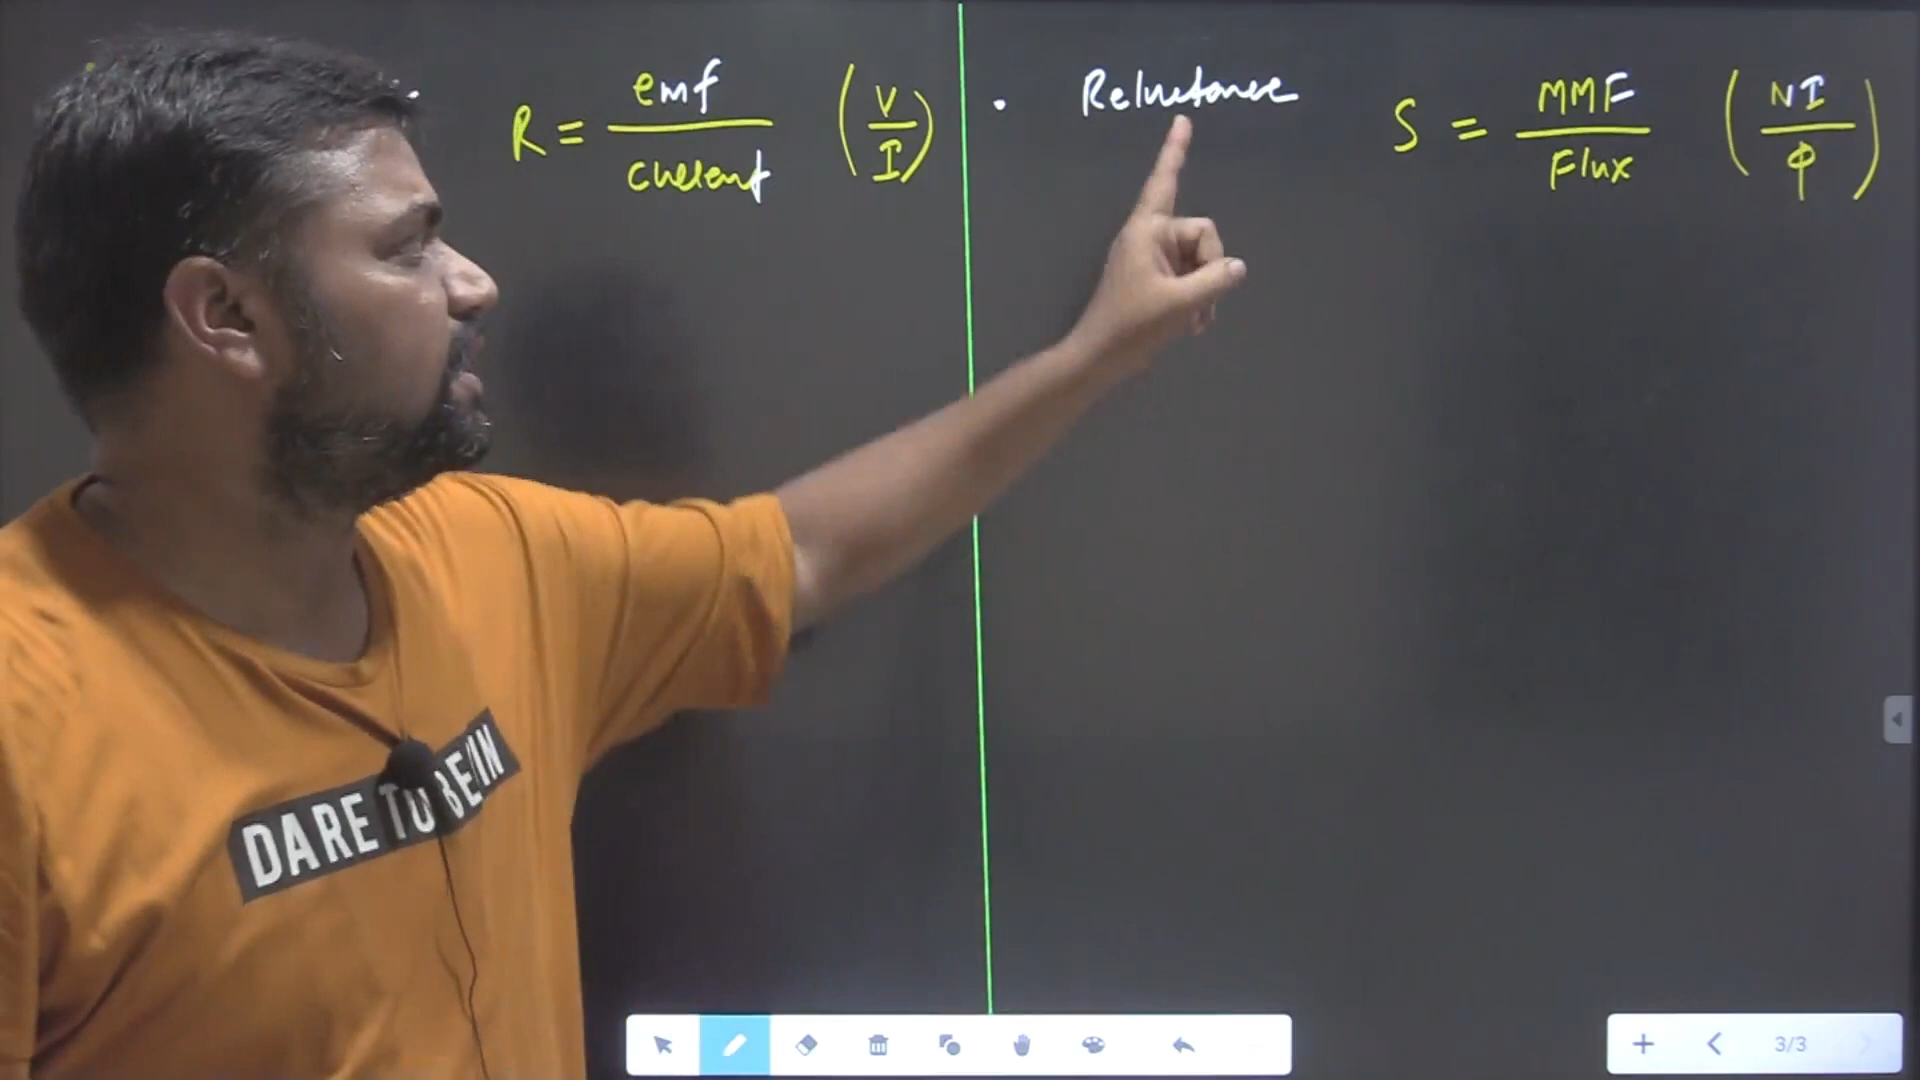 R = emf / current (V / I)
· Reluctance S = MMF / Flux (NI / Φ)
DARE TO BE IN
3/3